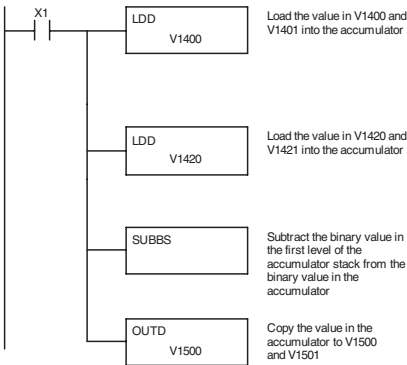 X1
LDD
V1400
Load the value in V1400 and
V1401 into the accumulator
LDD
V1420
Load the value in V1420 and
V1421 into the accumulator
SUBBS
Subtract the binary value in
the first level of the
accumulator stack from the
binary value in the
accumulator
OUTD
V1500
Copy the value in the
accumulator to V1500
and V1501